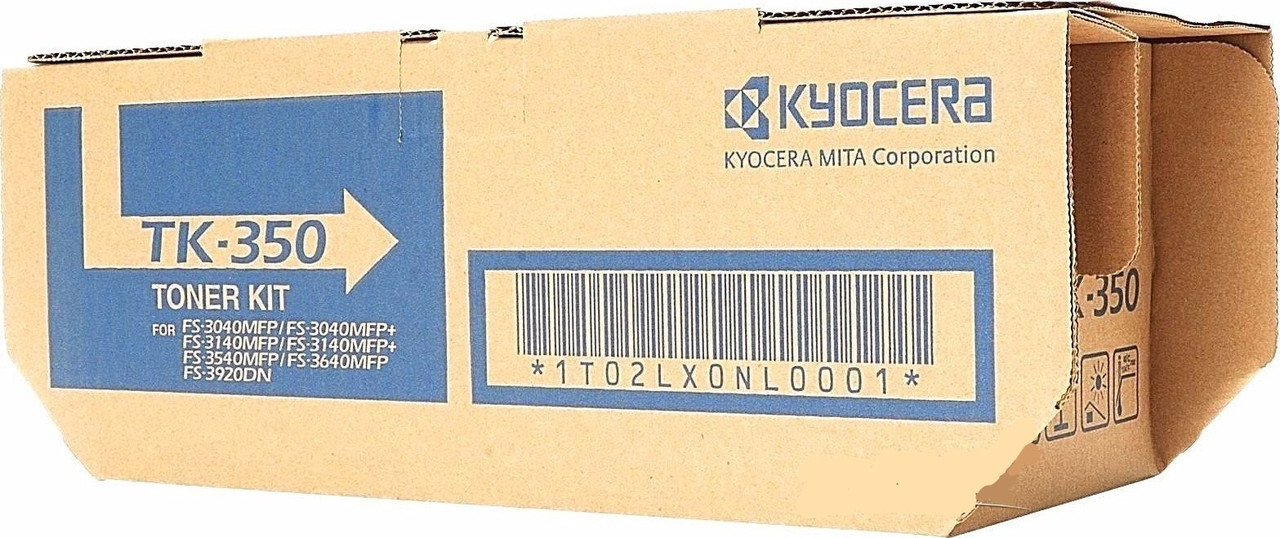 KYOCERA
KYOCERA MITA Corporation
TK-350
TONER KIT
FOR FS-3040MFP/FS-3040MFP+
FS-3140MFP/FS-3140MFP+
FS-3540MFP/FS-3640MFP
FS-3920DN
*1T02LX0NL0001*
K-350